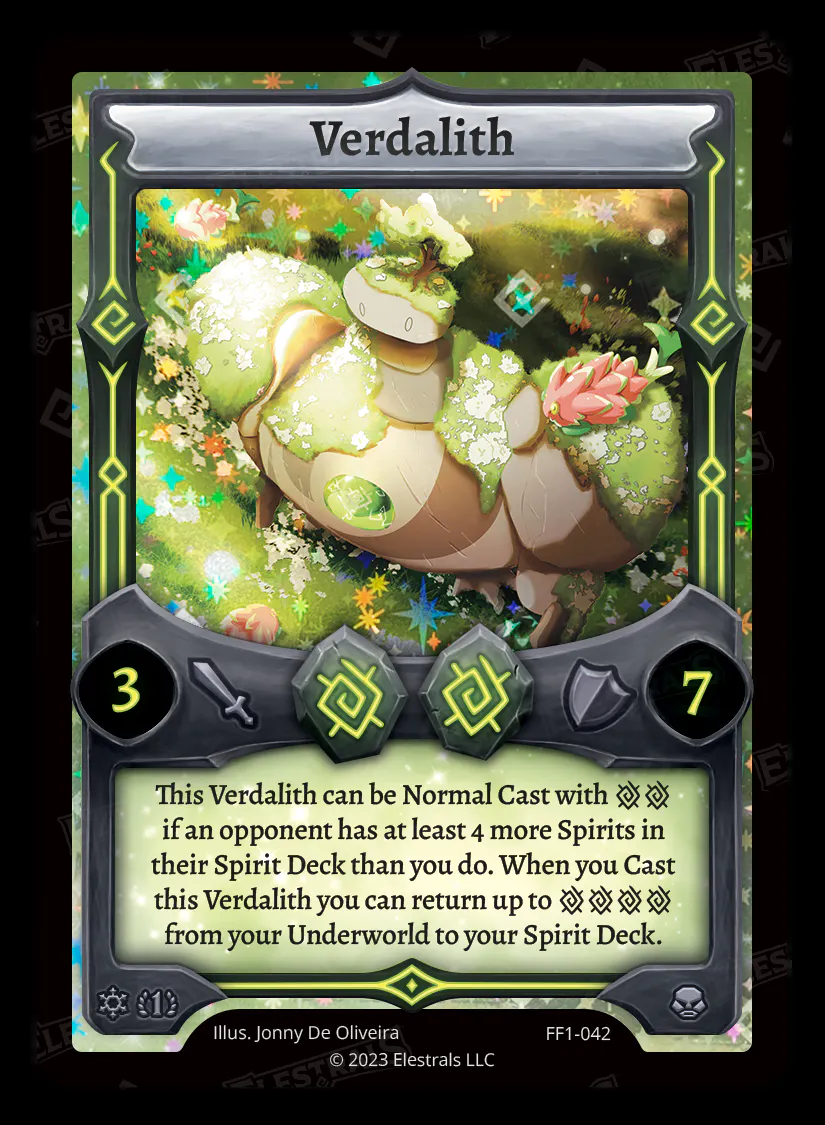 Verdalith
3
7
This Verdalith can be Normal Cast with
if an opponent has at least 4 more Spirits in
their Spirit Deck than you do. When you Cast
this Verdalith you can return up to
from your Underworld to your Spirit Deck.
1
Illus. Jonny De Oliveira
FF1-042
© 2023 Elestrals LLC